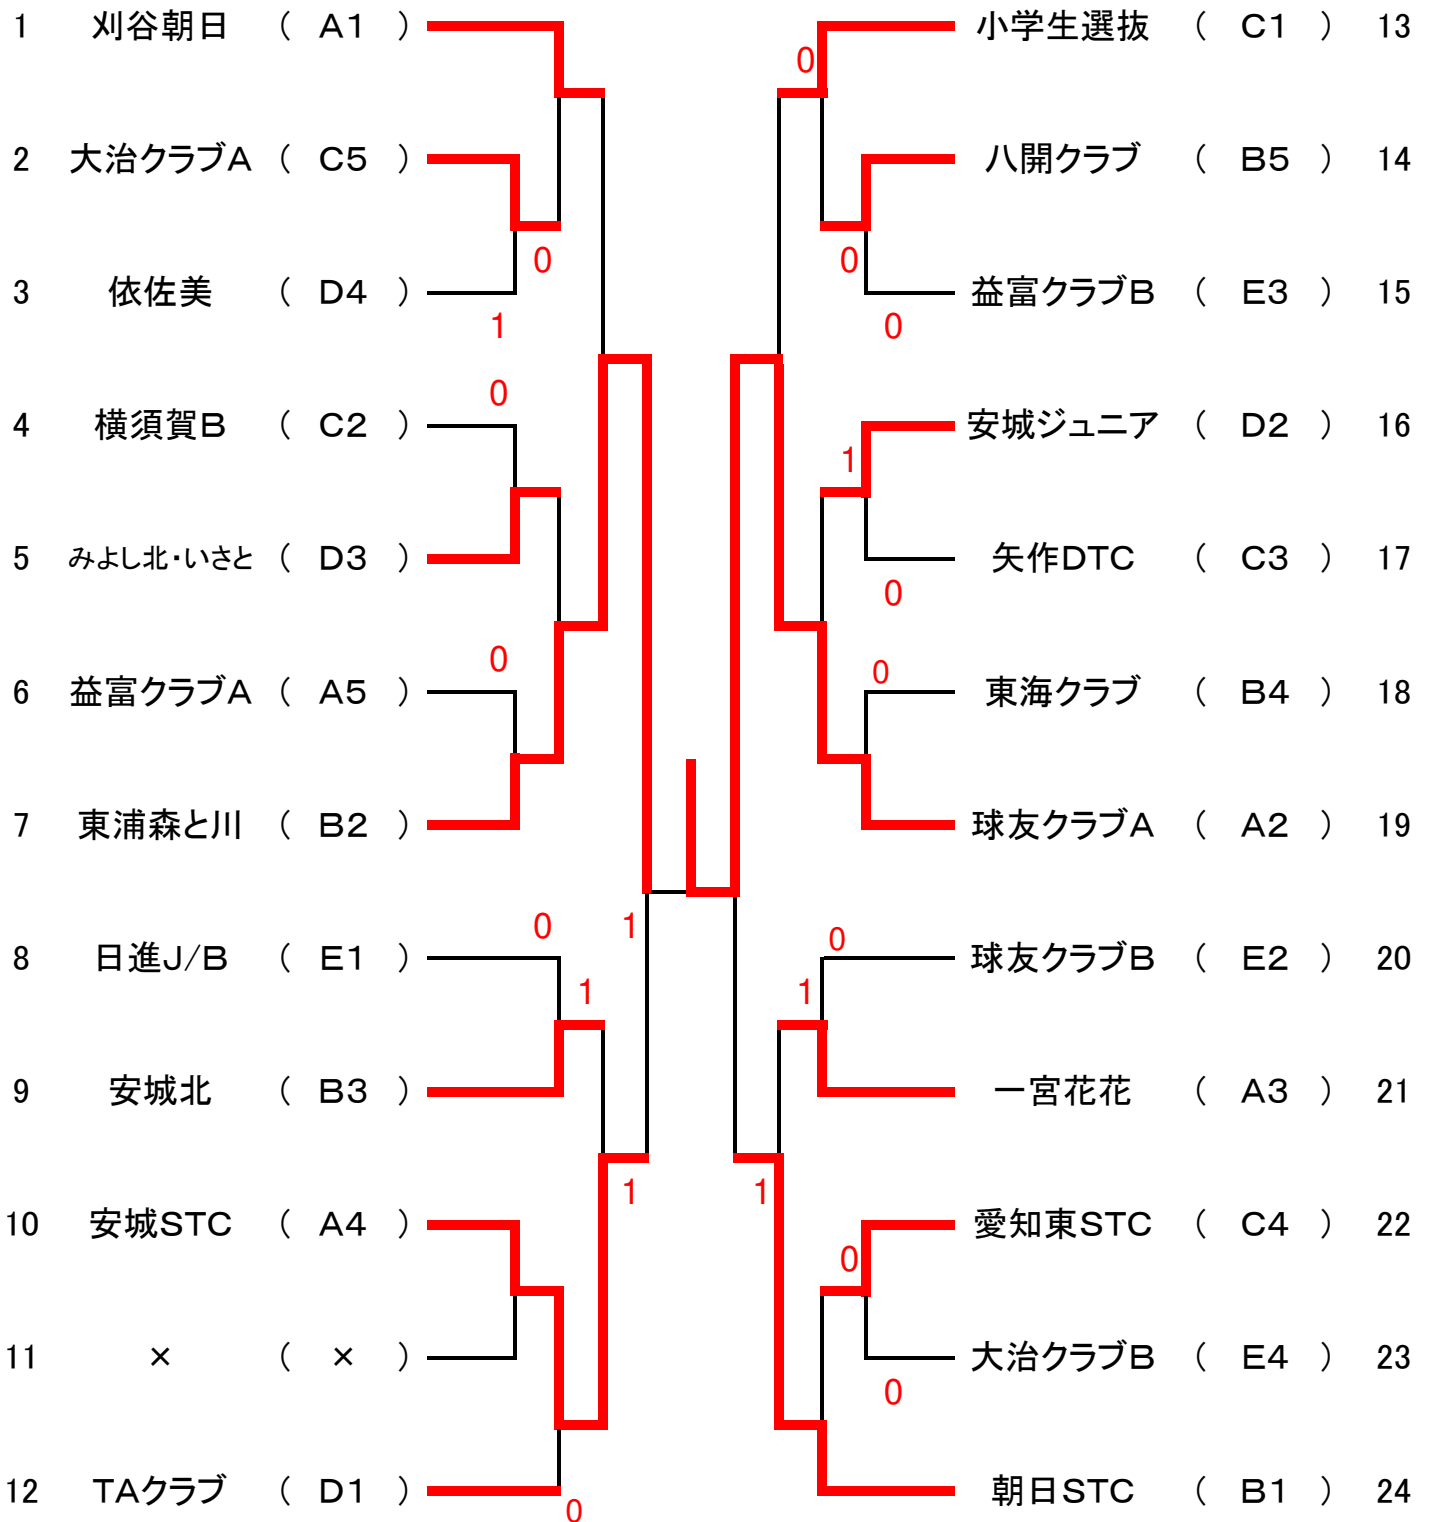 1 刈谷朝日 ( A1 )
2 大治クラブA ( C5 )
0
3 依佐美 ( D4 )
1
0
4 横須賀B ( C2 )
5 みよし北・いさと ( D3 )
0
6 益富クラブA ( A5 )
7 東浦森と川 ( B2 )
0 1
8 日進J/B ( E1 )
1
9 安城北 ( B3 )
1
10 安城STC ( A4 )
11 × ( × )
12 TAクラブ ( D1 )
0
小学生選抜 ( C1 ) 13
0
八開クラブ ( B5 ) 14
0
益富クラブB ( E3 ) 15
0
安城ジュニア ( D2 ) 16
1
矢作DTC ( C3 ) 17
0
0
東海クラブ ( B4 ) 18
球友クラブA ( A2 ) 19
0
球友クラブB ( E2 ) 20
1
一宮花花 ( A3 ) 21
1
愛知東STC ( C4 ) 22
0
大治クラブB ( E4 ) 23
0
朝日STC ( B1 ) 24